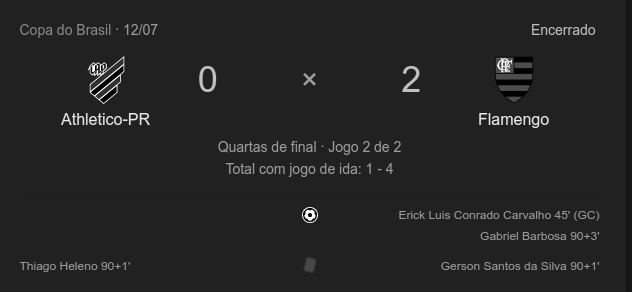 Copa do Brasil · 12/07 Encerrado
0 × 2
Athletico-PR Flamengo
Quartas de final · Jogo 2 de 2
Total com jogo de ida: 1 - 4
Erick Luis Conrado Carvalho 45' (GC)
Gabriel Barbosa 90+3'
Thiago Heleno 90+1' Gerson Santos da Silva 90+1'